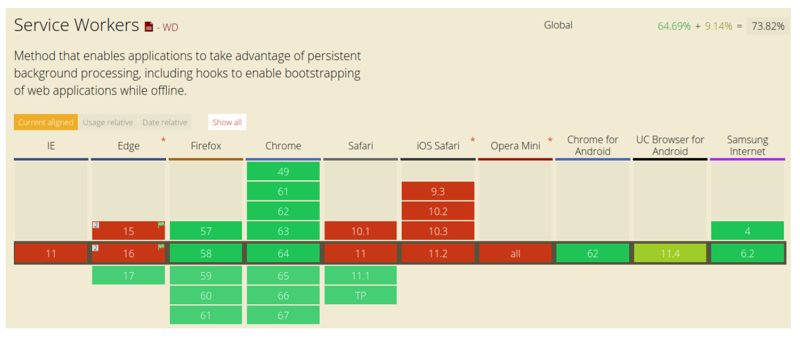 Service Workers - WD
Global
64.69% + 9.14% = 73.82%
Method that enables applications to take advantage of persistent
background processing, including hooks to enable bootstrapping
of web applications while offline.
Current aligned Usage relative Date relative Show all
IE Edge * Firefox Chrome Safari iOS Safari * Opera Mini * Chrome for Android UC Browser for Android Samsung Internet
49
61 9.3
62 10.2
2 15 57 63 10.1 10.3 4
11 2 16 58 64 11 11.2 all 62 11.4 6.2
17 59 65 11.1
60 66 TP
61 67